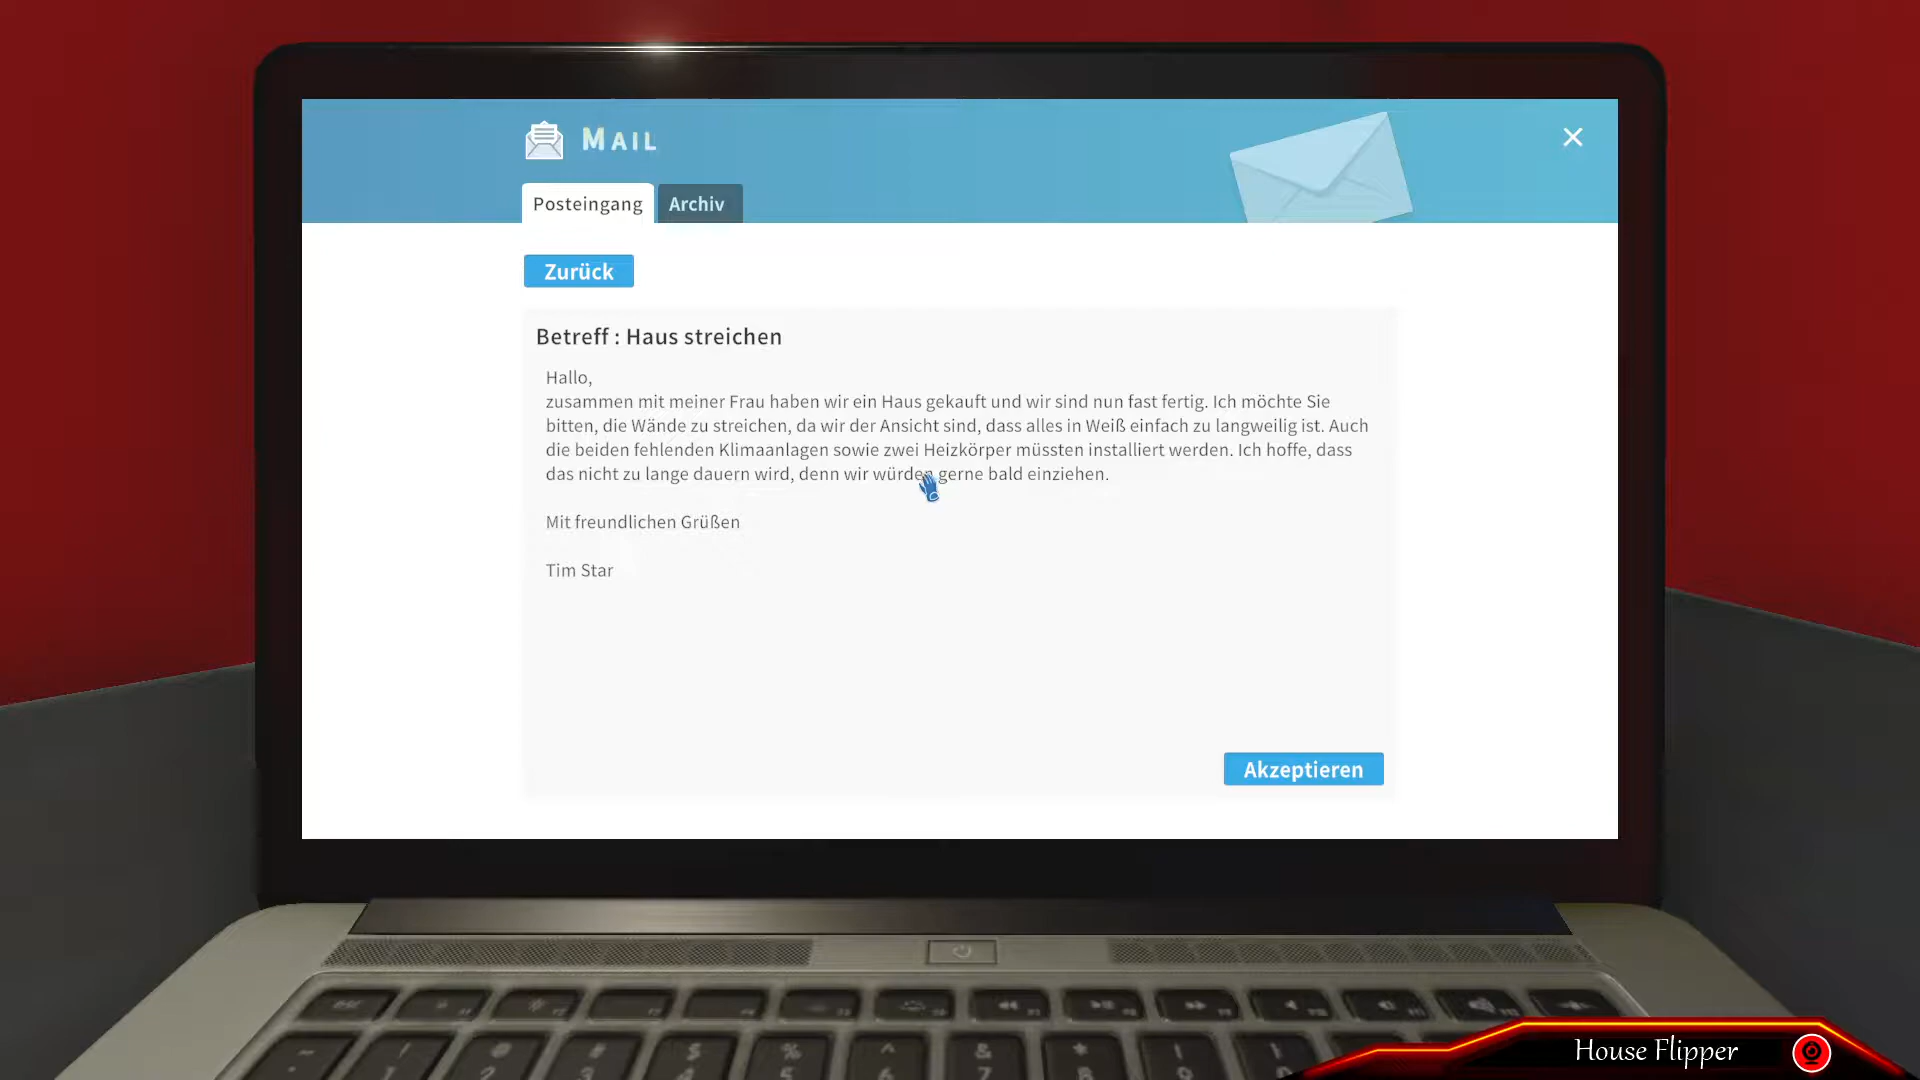 MAIL
Posteingang Archiv
Zurück
Betreff : Haus streichen
Hallo,
zusammen mit meiner Frau haben wir ein Haus gekauft und wir sind nun fast fertig. Ich möchte Sie
bitten, die Wände zu streichen, da wir der Ansicht sind, dass alles in Weiß einfach zu langweilig ist. Auch
die beiden fehlenden Klimaanlagen sowie zwei Heizkörper müssten installiert werden. Ich hoffe, dass
das nicht zu lange dauern wird, denn wir würden gerne bald einziehen.
Mit freundlichen Grüßen
Tim Star
Akzeptieren
House Flipper